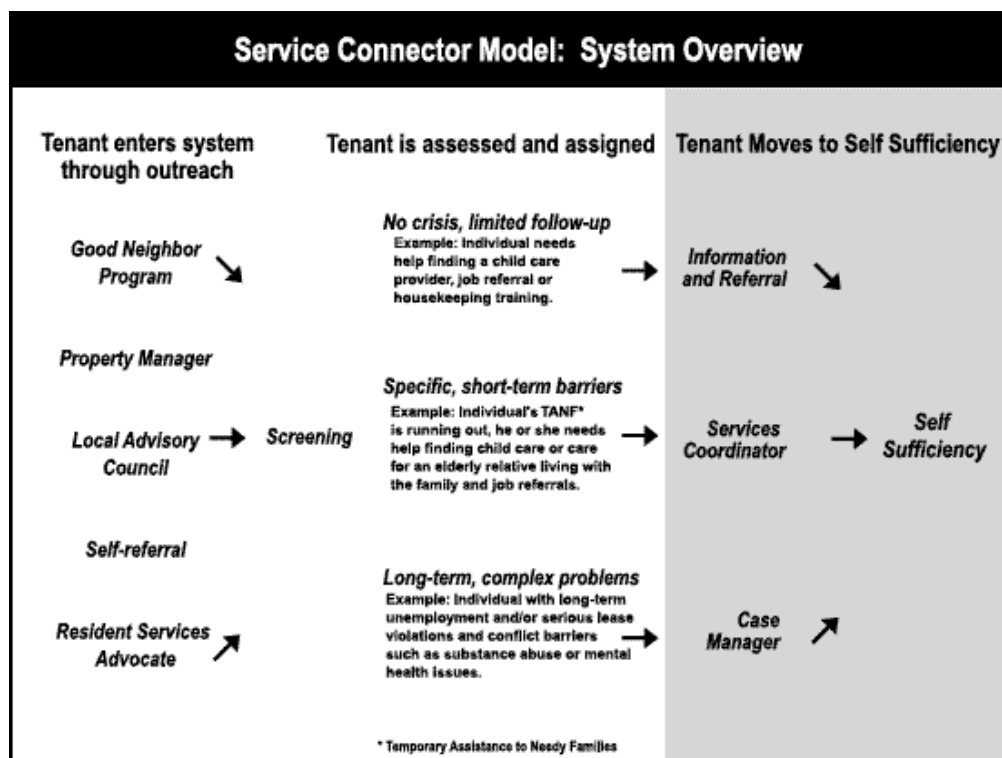 Service Connector Model: System Overview
Tenant enters system
through outreach
Good Neighbor
Program
Property Manager
Local Advisory
Council
Self-referral
Resident Services
Advocate
Screening
Tenant is assessed and assigned
No crisis, limited follow-up
Example: Individual needs
help finding a child care
provider, job referral or
housekeeping training.
Specific, short-term barriers
Example: Individual's TANF*
is running out, he or she needs
help finding child care or care
for an elderly relative living with
the family and job referrals.
Long-term, complex problems
Example: Individual with long-term
unemployment and/or serious lease
violations and conflict barriers
such as substance abuse or mental
health issues.
* Temporary Assistance to Needy Families
Tenant Moves to Self Sufficiency
Information
and Referral
Services
Coordinator
Case
Manager
Self
Sufficiency